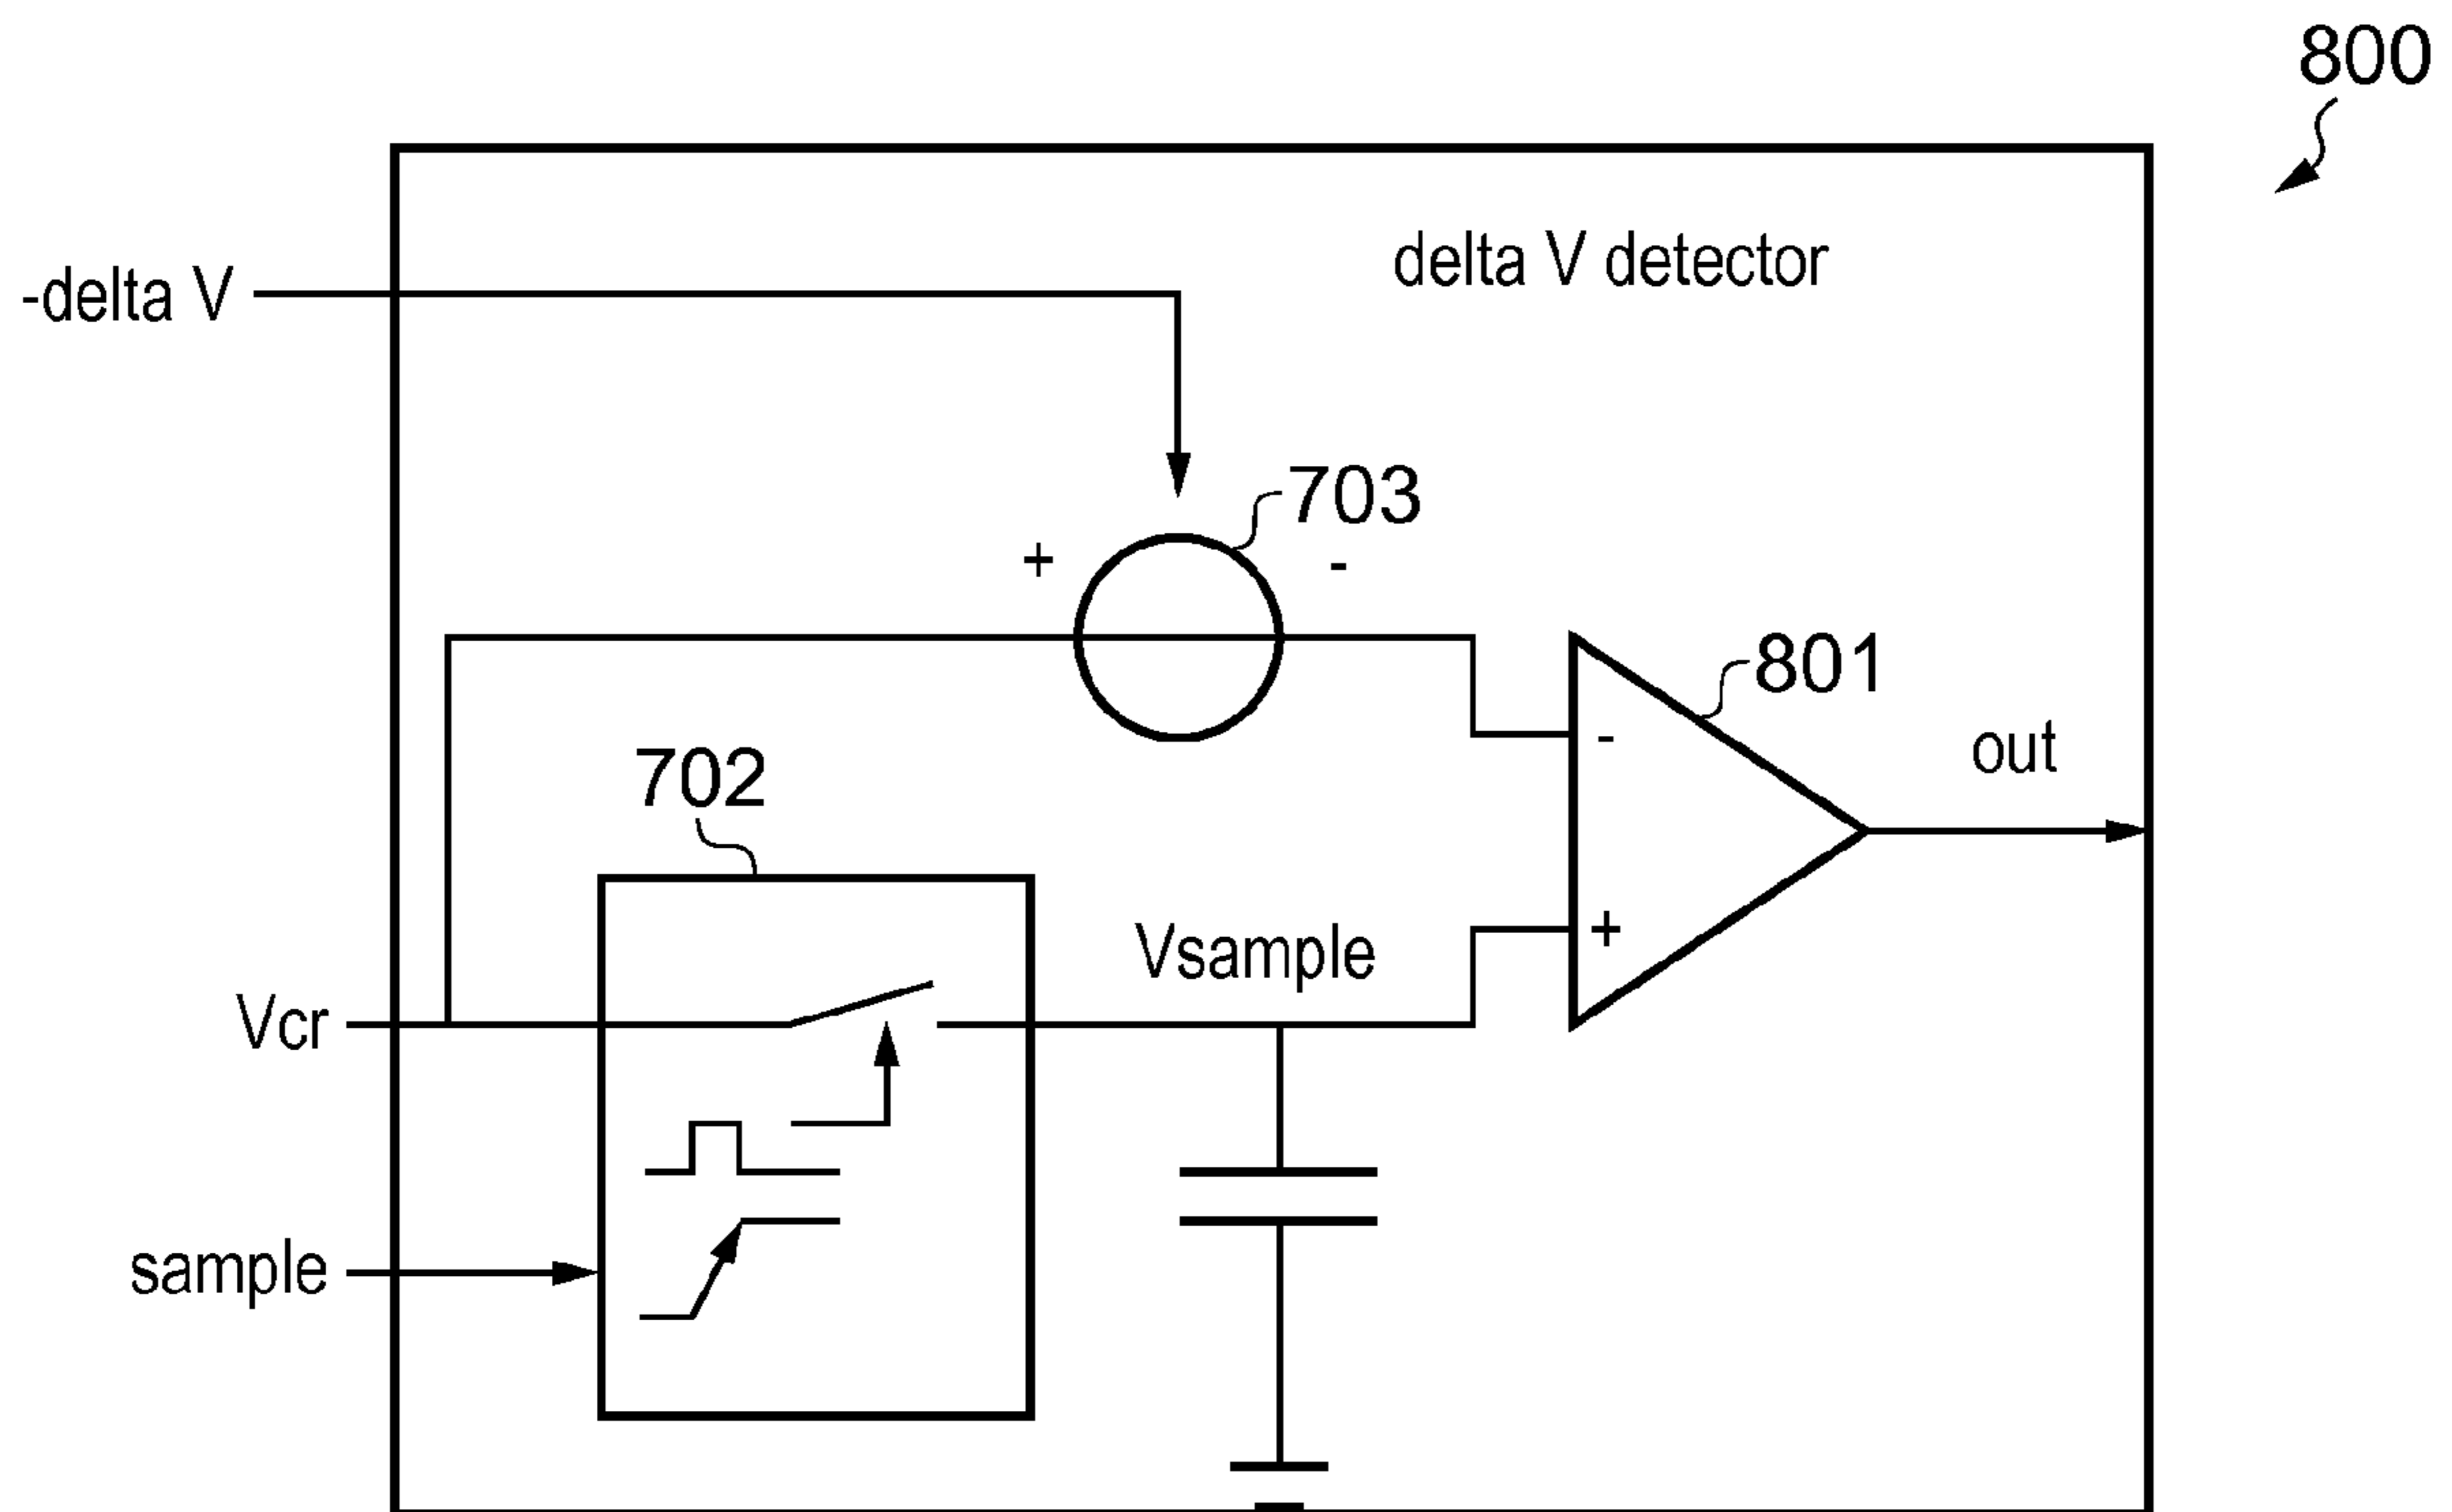 800
delta V detector
-delta V
703
+
-
801
-
out
702
+
Vsample
Vcr
sample